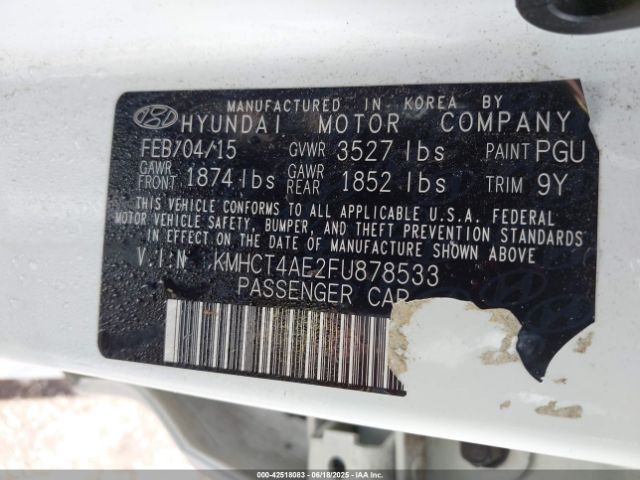 MANUFACTURED IN KOREA BY
HYUNDAI MOTOR COMPANY
FEB/04/15 GVWR 3527 lbs PAINT PGU
GAWR FRONT 1874 lbs GAWR REAR 1852 lbs TRIM 9Y
THIS VEHICLE CONFORMS TO ALL APPLICABLE U.S.A. FEDERAL
MOTOR VEHICLE SAFETY, BUMPER, AND THEFT PREVENTION STANDARDS
IN EFFECT ON THE DATE OF MANUFACTURE SHOWN ABOVE
V.I.N KMHCT4AE2FU878533
PASSENGER CAR
000-42518083 - 06/18/2025 - IAAI.COM